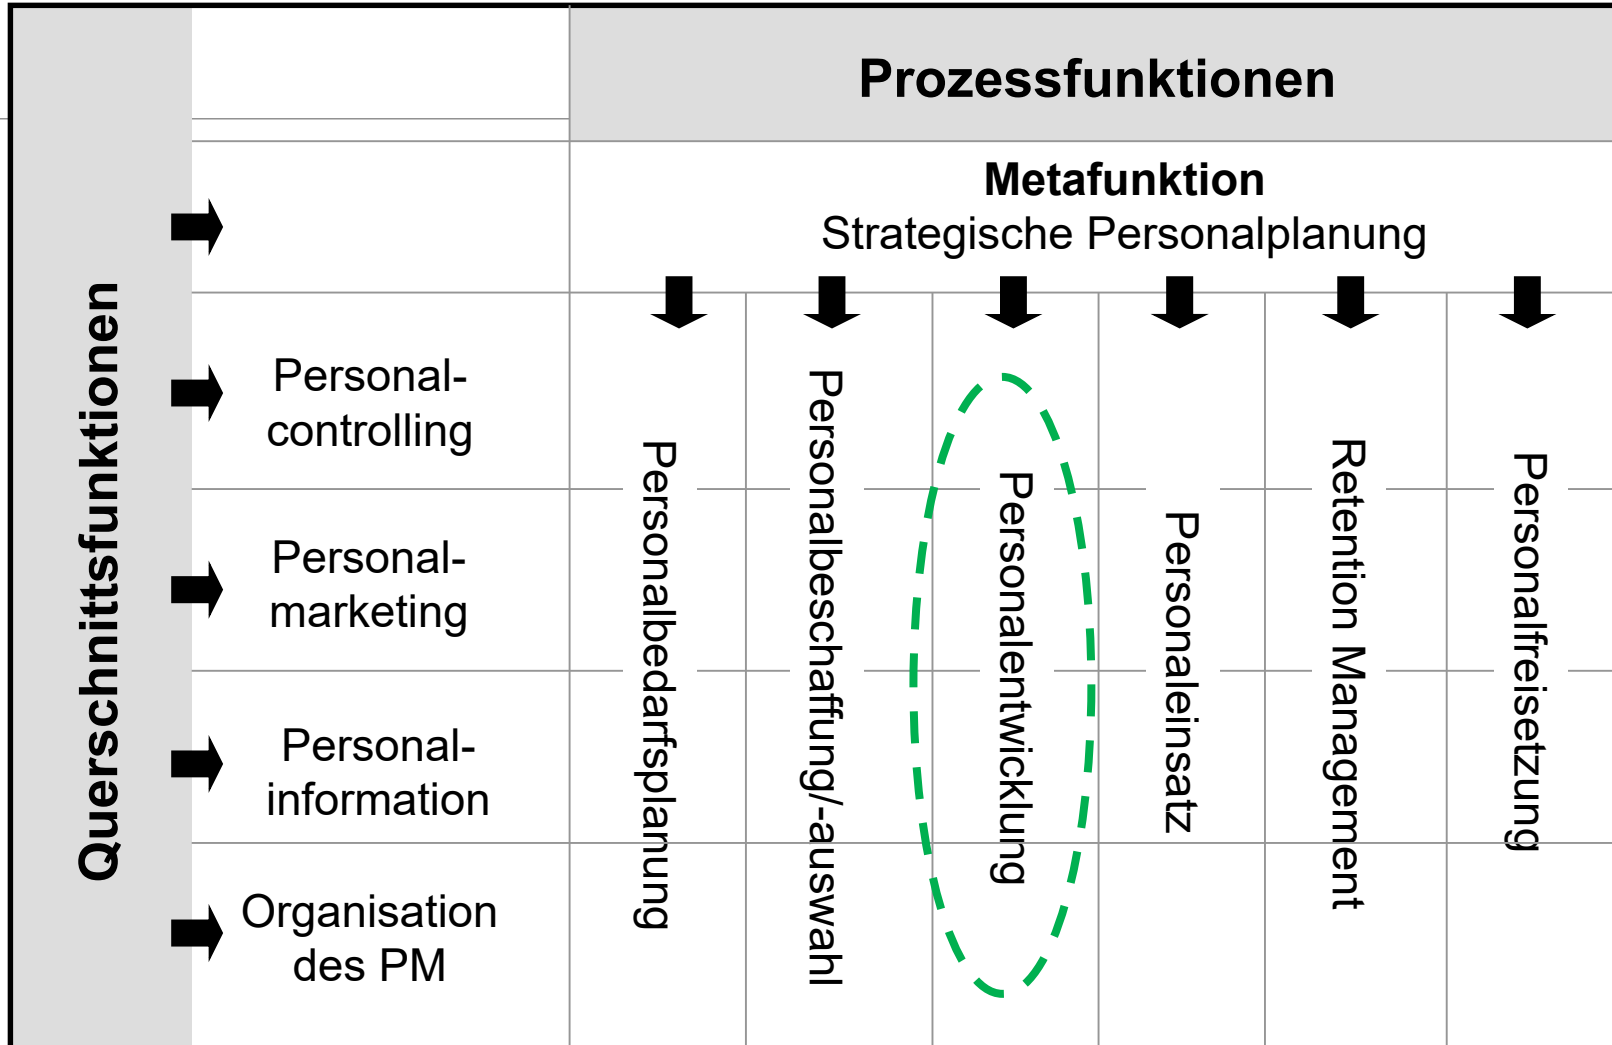 Prozessfunktionen
Metafunktion
Strategische Personalplanung
Querschnittsfunktionen
Personal-
controlling
Personal-
marketing
Personal-
information
Organisation
des PM
Personalbedarfsplanung
Personalbeschaffung/-auswahl
Personalentwicklung
Personaleinsatz
Retention Management
Personalfreisetzung